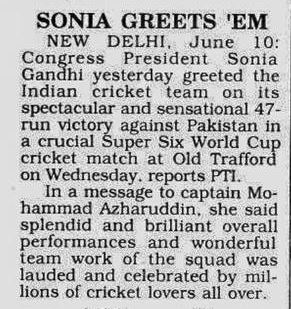 SONIA GREETS 'EM
NEW DELHI, June 10:
Congress President Sonia
Gandhi yesterday greeted the
Indian cricket team on its
spectacular and sensational 47-
run victory against Pakistan in
a crucial Super Six World Cup
cricket match at Old Trafford
on Wednesday, reports PTI.
In a message to captain Mo-
hammad Azharuddin, she said
splendid and brilliant overall
performances and wonderful
team work of the squad was
lauded and celebrated by mil-
lions of cricket lovers all over.